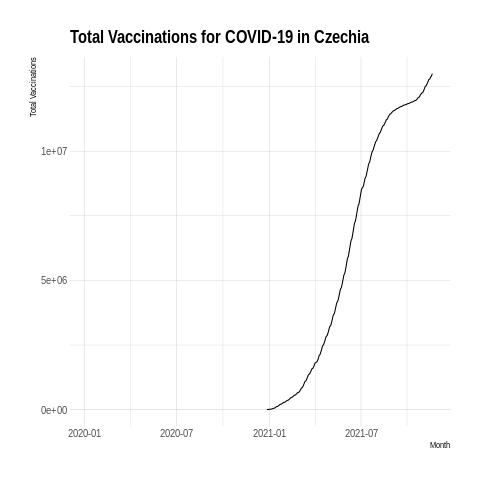 Total Vaccinations for COVID-19 in Czechia
Total Vaccinations
1e+07
5e+06
0e+00
2020-01 2020-07 2021-01 2021-07
Month